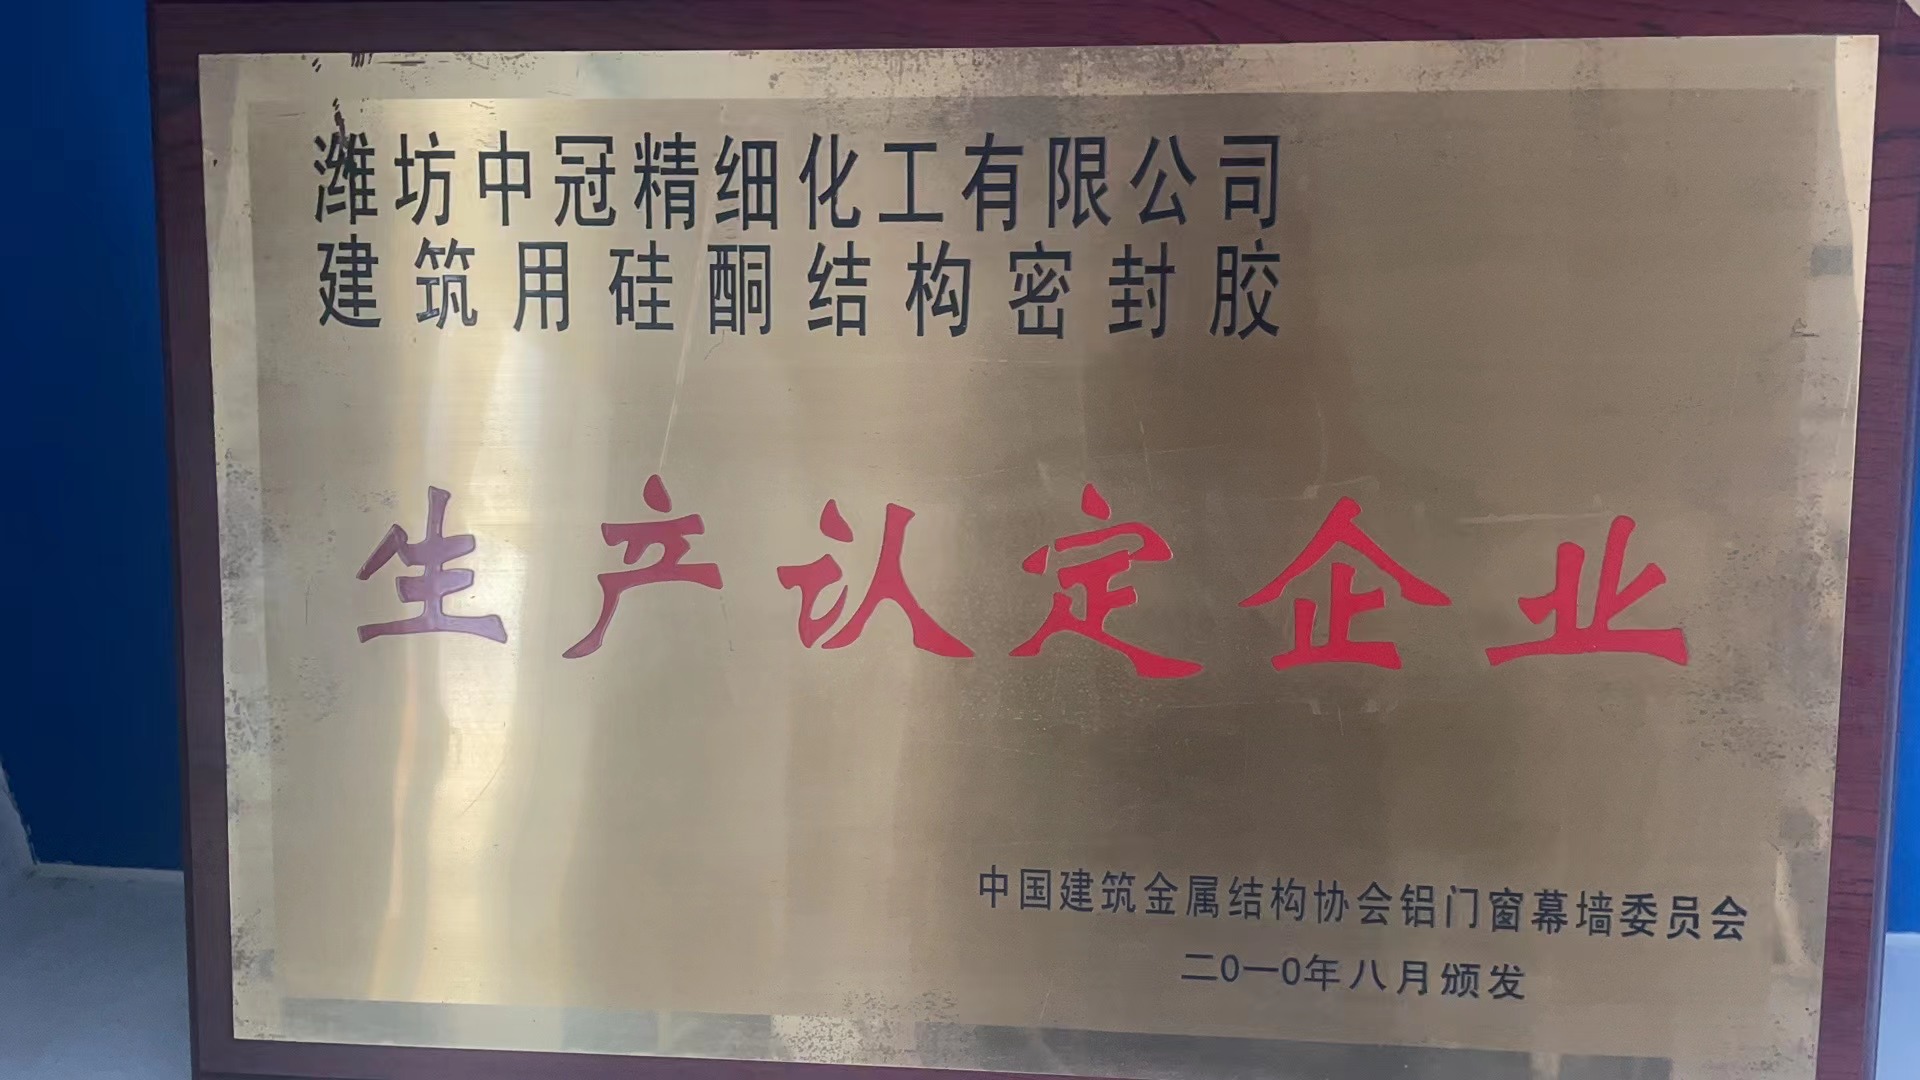 潍坊中冠精细化工有限公司
建筑用硅酮结构密封胶
生产认定企业
中国建筑金属结构协会铝门窗幕墙委员会
二0一0年八月颁发